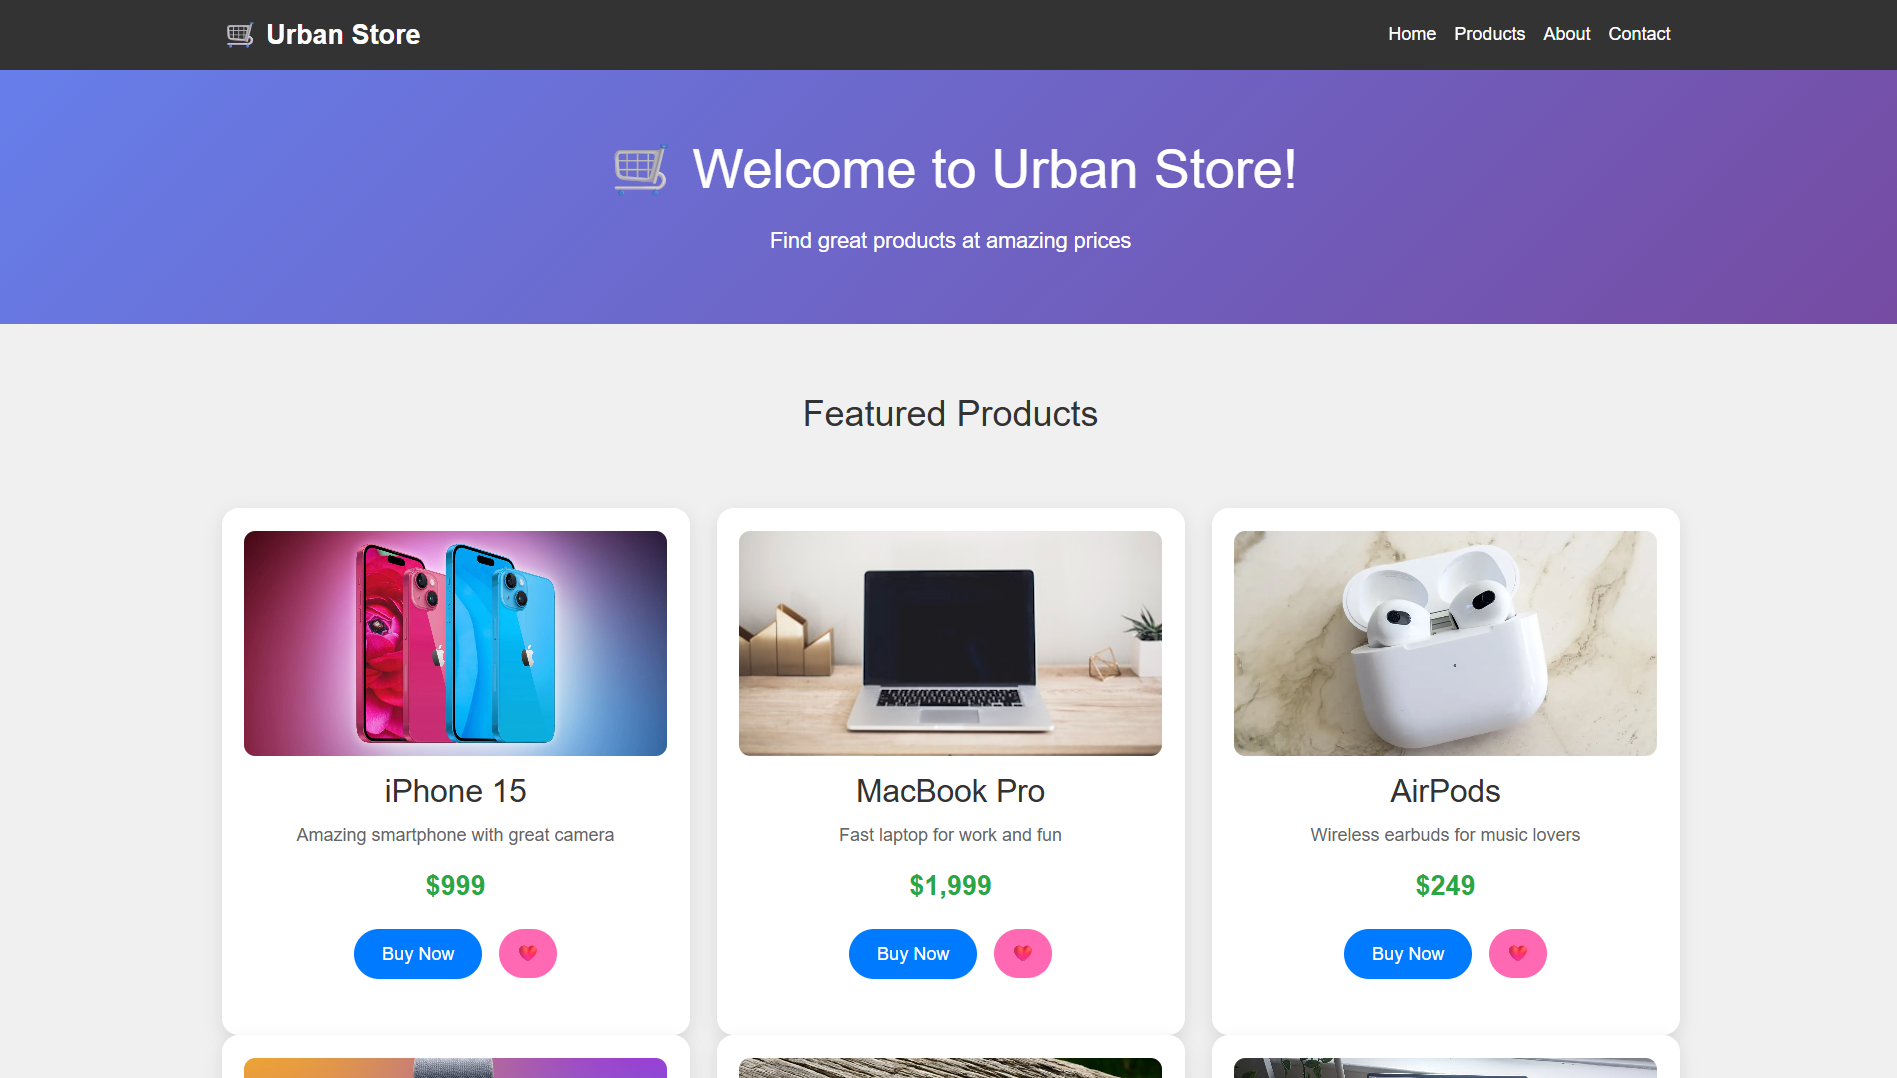 🛒 Urban Store
Home Products About Contact
🛒 Welcome to Urban Store!
Find great products at amazing prices
Featured Products
iPhone 15
Amazing smartphone with great camera
$999
Buy Now
MacBook Pro
Fast laptop for work and fun
$1,999
Buy Now
AirPods
Wireless earbuds for music lovers
$249
Buy Now